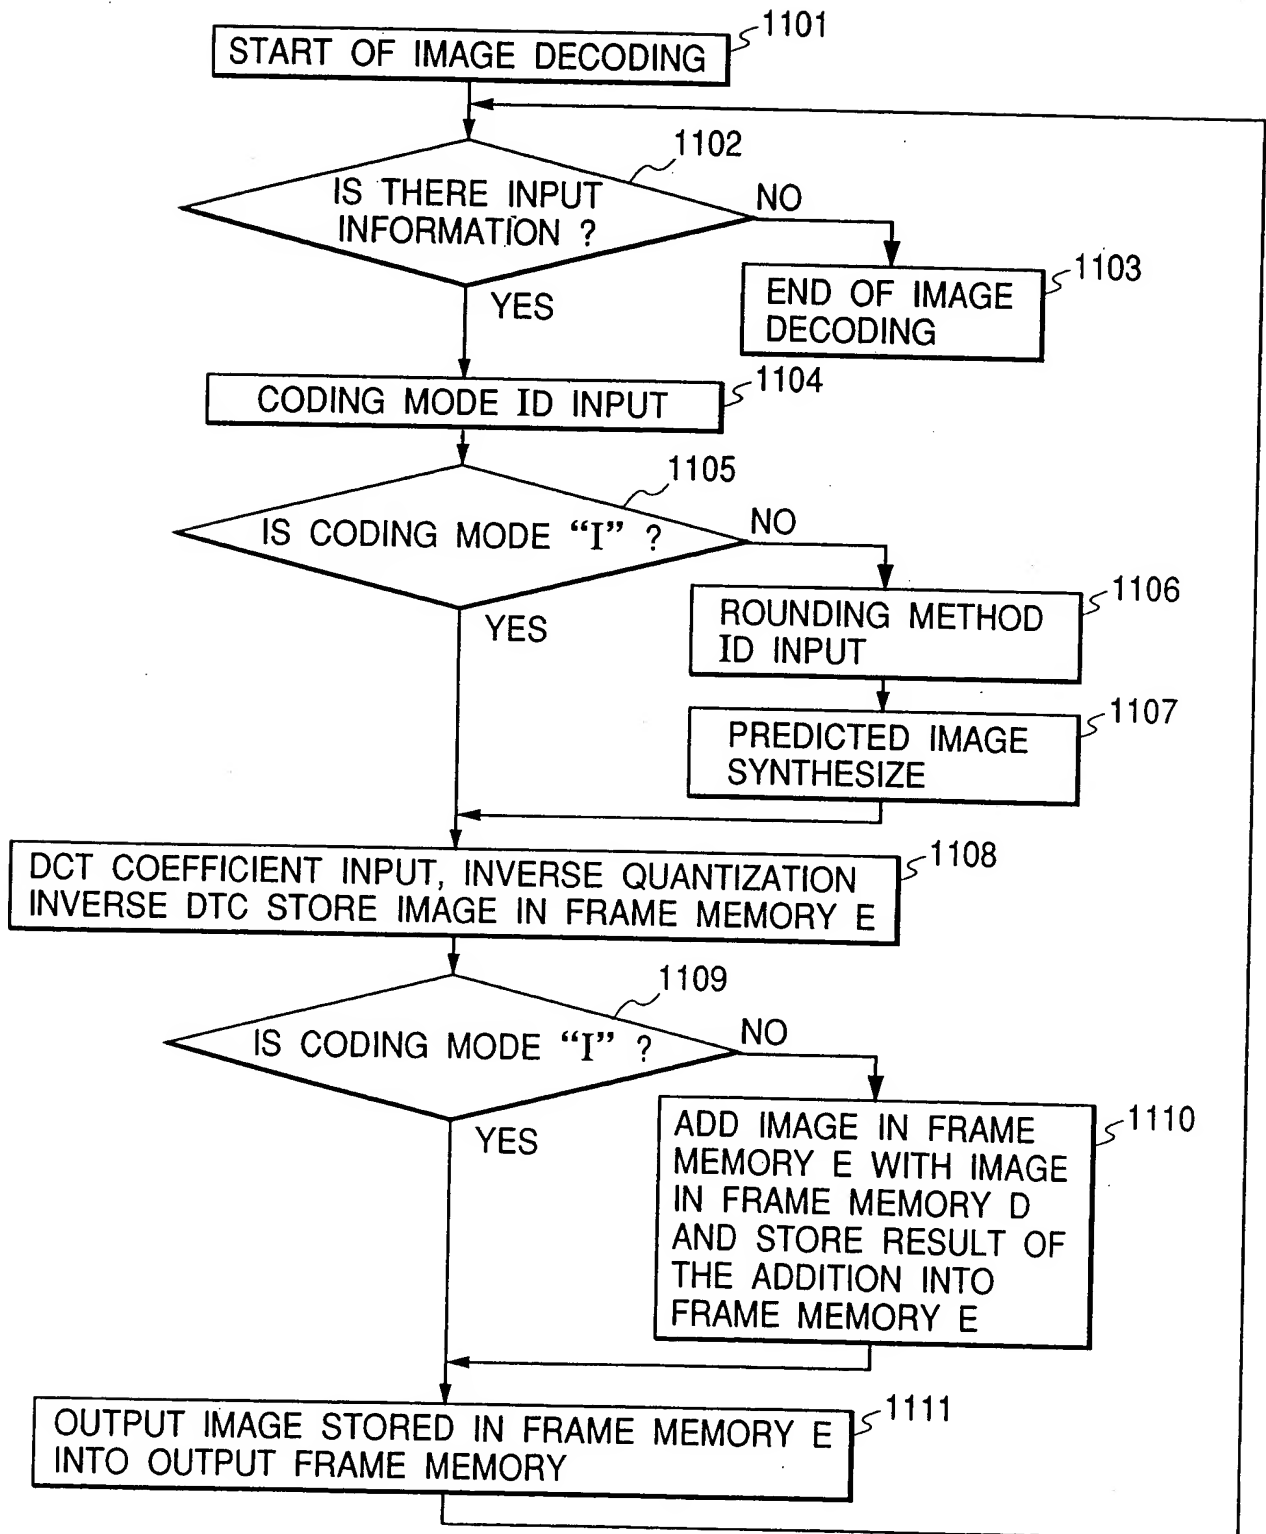 1101
START OF IMAGE DECODING
1102
IS THERE INPUT
INFORMATION ?
NO
YES
1103
END OF IMAGE
DECODING
1104
CODING MODE ID INPUT
1105
IS CODING MODE “I” ?
NO
YES
1106
ROUNDING METHOD
ID INPUT
1107
PREDICTED IMAGE
SYNTHESIZE
1108
DCT COEFFICIENT INPUT, INVERSE QUANTIZATION
INVERSE DTC STORE IMAGE IN FRAME MEMORY E
1109
IS CODING MODE “I” ?
NO
YES
1110
ADD IMAGE IN FRAME
MEMORY E WITH IMAGE
IN FRAME MEMORY D
AND STORE RESULT OF
THE ADDITION INTO
FRAME MEMORY E
1111
OUTPUT IMAGE STORED IN FRAME MEMORY E
INTO OUTPUT FRAME MEMORY